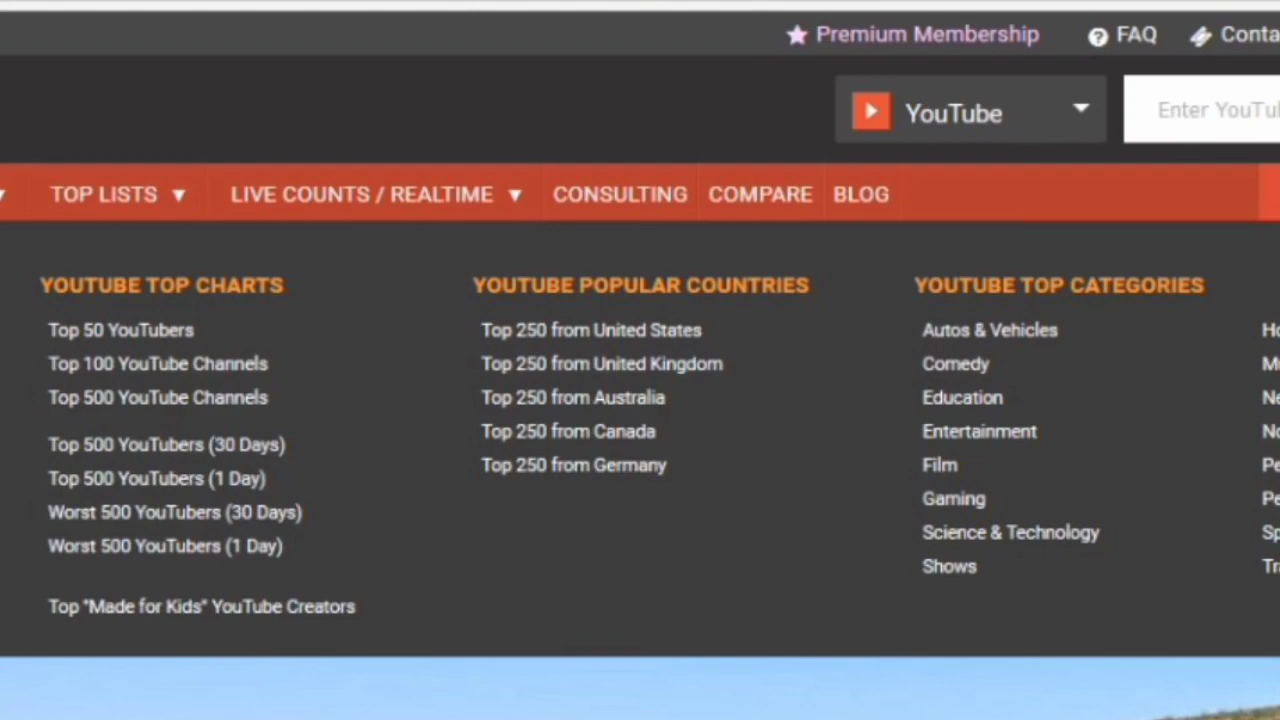 Premium Membership FAQ
YouTube Enter
TOP LISTS LIVE COUNTS / REALTIME CONSULTING COMPARE BLOG
YOUTUBE TOP CHARTS
Top 50 YouTubers
Top 100 YouTube Channels
Top 500 YouTube Channels
Top 500 YouTubers (30 Days)
Top 500 YouTubers (1 Day)
Worst 500 YouTubers (30 Days)
Worst 500 YouTubers (1 Day)
Top "Made for Kids" YouTube Creators
YOUTUBE POPULAR COUNTRIES
Top 250 from United States
Top 250 from United Kingdom
Top 250 from Australia
Top 250 from Canada
Top 250 from Germany
YOUTUBE TOP CATEGORIES
Autos & Vehicles
Comedy
Education
Entertainment
Film
Gaming
Science & Technology
Shows